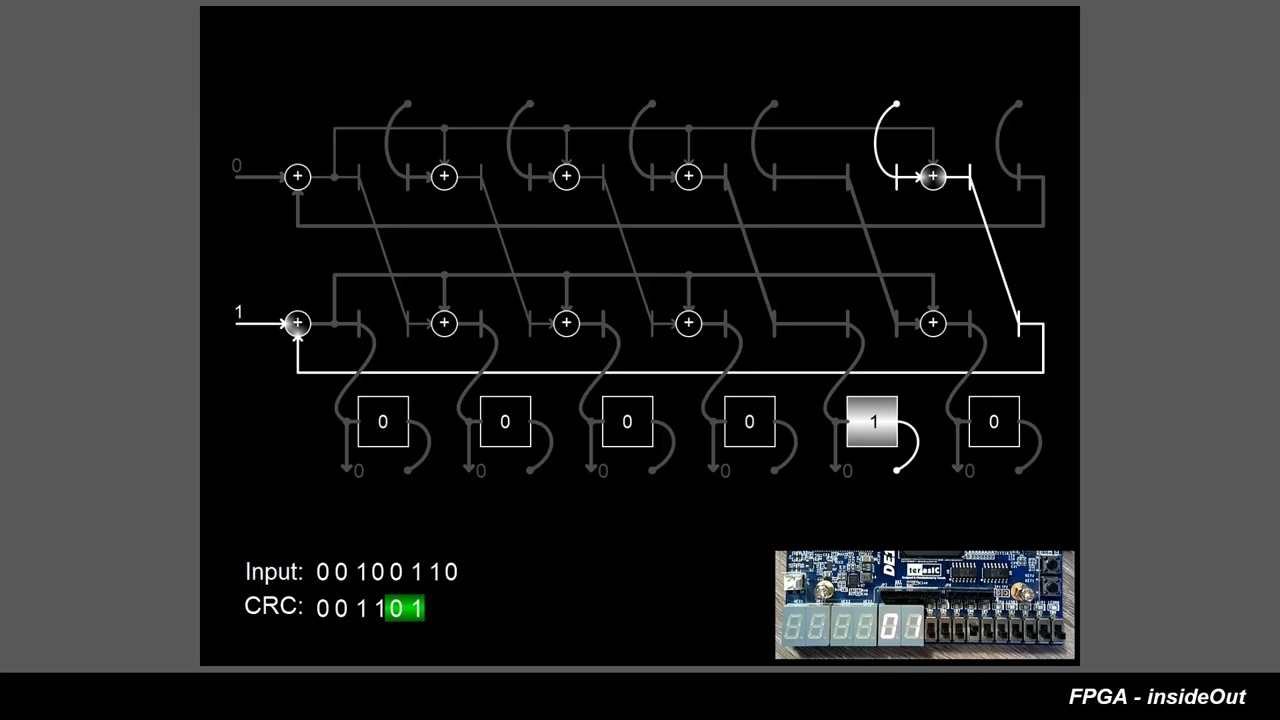 0
+ + + + +
1
+ + + + +
0 0 0 0 1 0
0 0 0 0 0 0
Input: 0 0 1 0 0 1 1 0
CRC: 0 0 1 1 0 1
terasIC
01
FPGA - insideOut